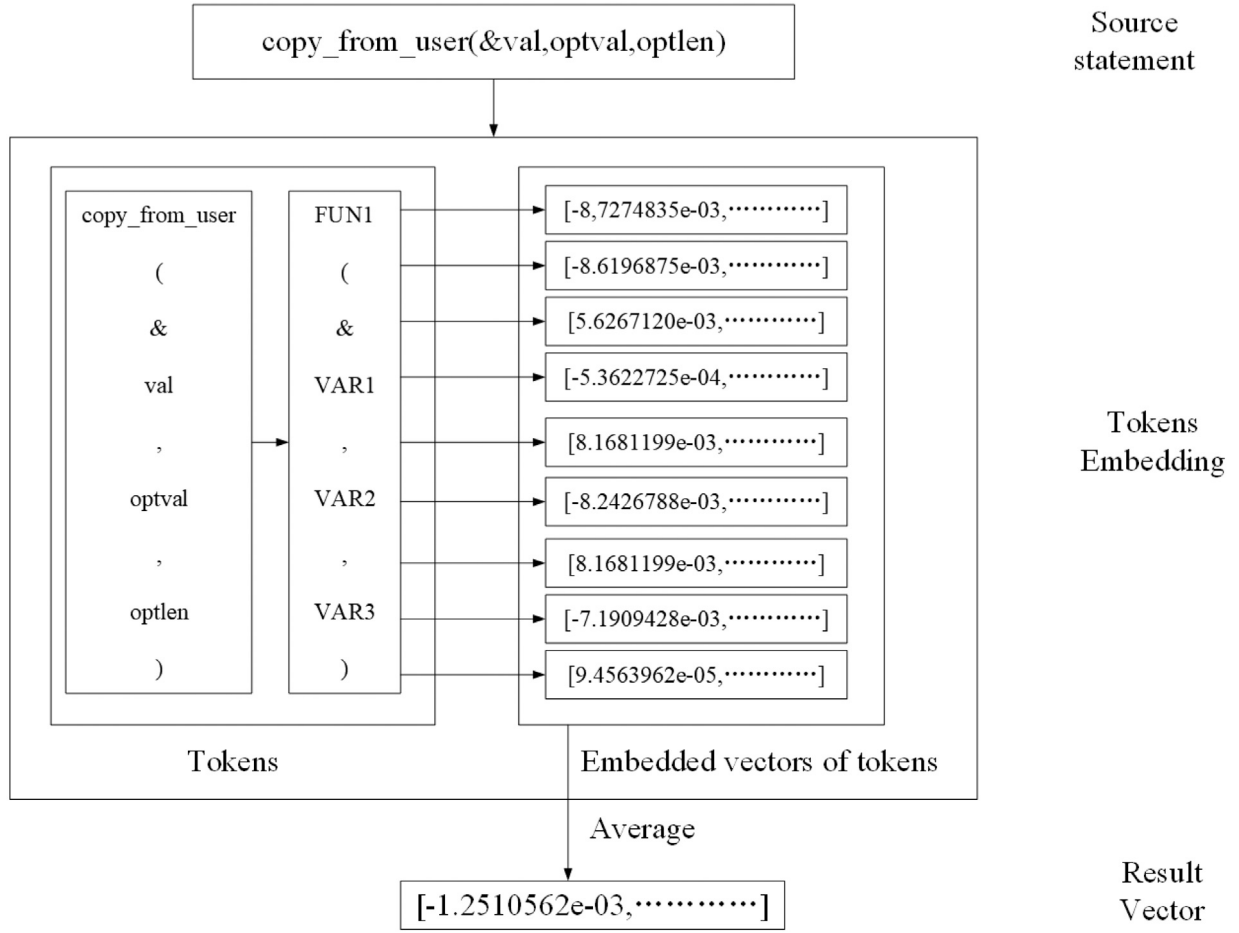 copy_from_user(&val,optval,optlen)
Source
statement
copy_from_user
(
&
val
,
optval
,
optlen
)
FUN1
(
&
VAR1
,
VAR2
,
VAR3
)
[-8,7274835e-03,············]
[-8.6196875e-03,············]
[5.6267120e-03,············]
[-5.3622725e-04,············]
[8.1681199e-03,············]
[-8.2426788e-03,············]
[8.1681199e-03,············]
[-7.1909428e-03,············]
[9.4563962e-05,············]
Tokens
Embedded vectors of tokens
Tokens
Embedding
Average
[-1.2510562e-03,············]
Result
Vector